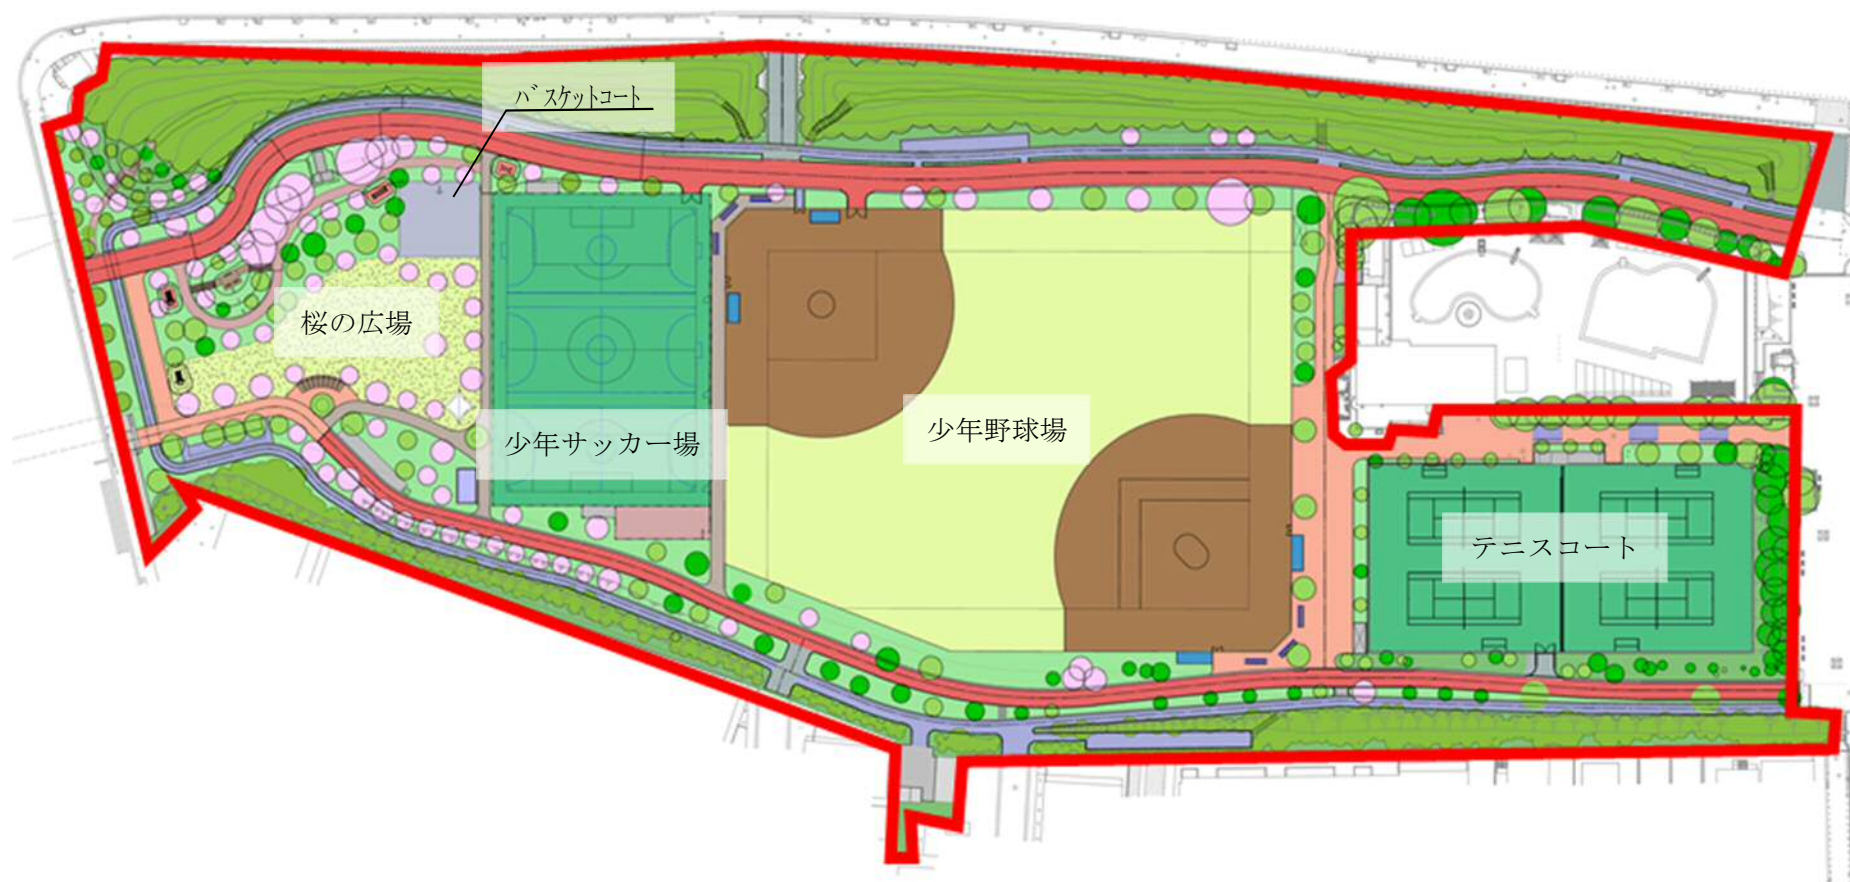 バスケットコート
桜の広場
少年サッカー場
少年野球場
テニスコート